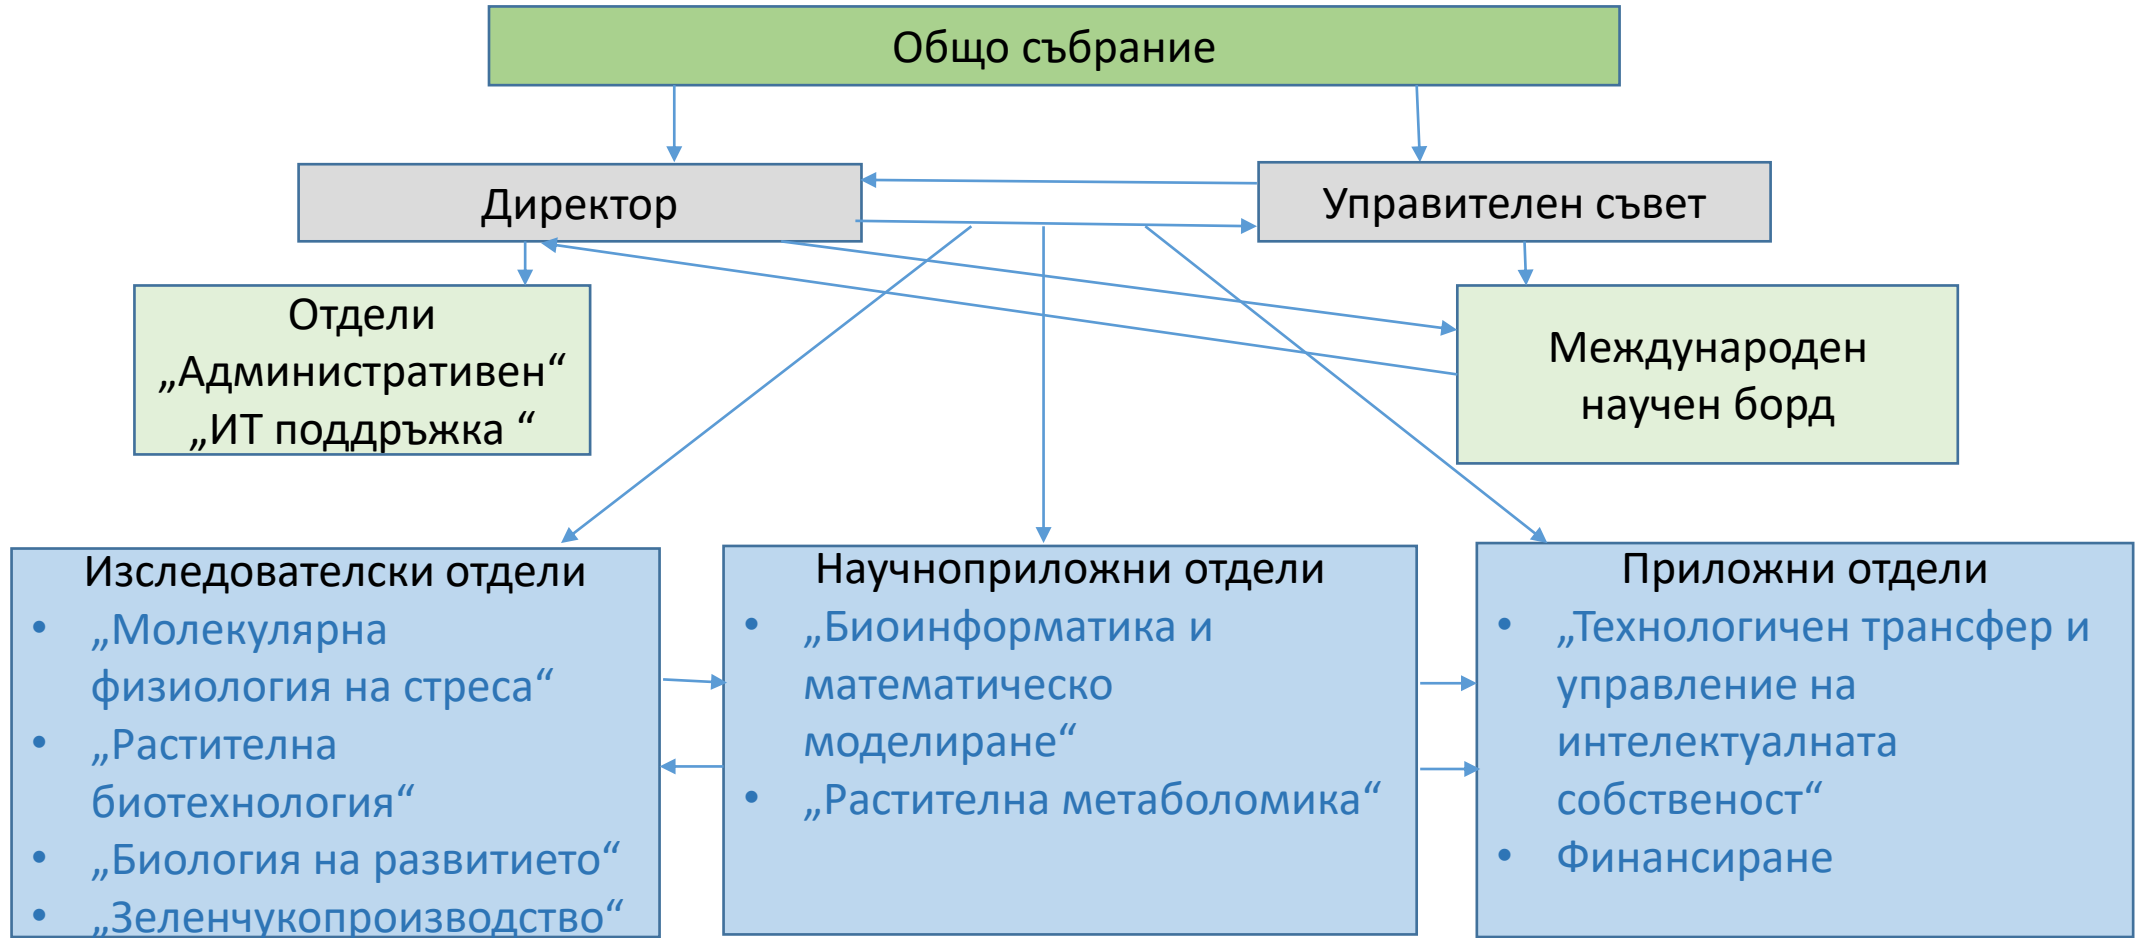 Общо събрание
Директор
Управителен съвет
Отдели
„Административен“
„ИТ поддръжка “
Международен
научен борд
Изследователски отдели
• „Молекулярна
физиология на стреса“
• „Растителна
биотехнология“
• „Биология на развитието“
• „Зеленчукопроизводство“
Научноприложни отдели
• „Биоинформатика и
математическо
моделиране“
• „Растителна метаболомика“
Приложни отдели
• „Технологичен трансфер и
управление на
интелектуалната
собственост“
• Финансиране